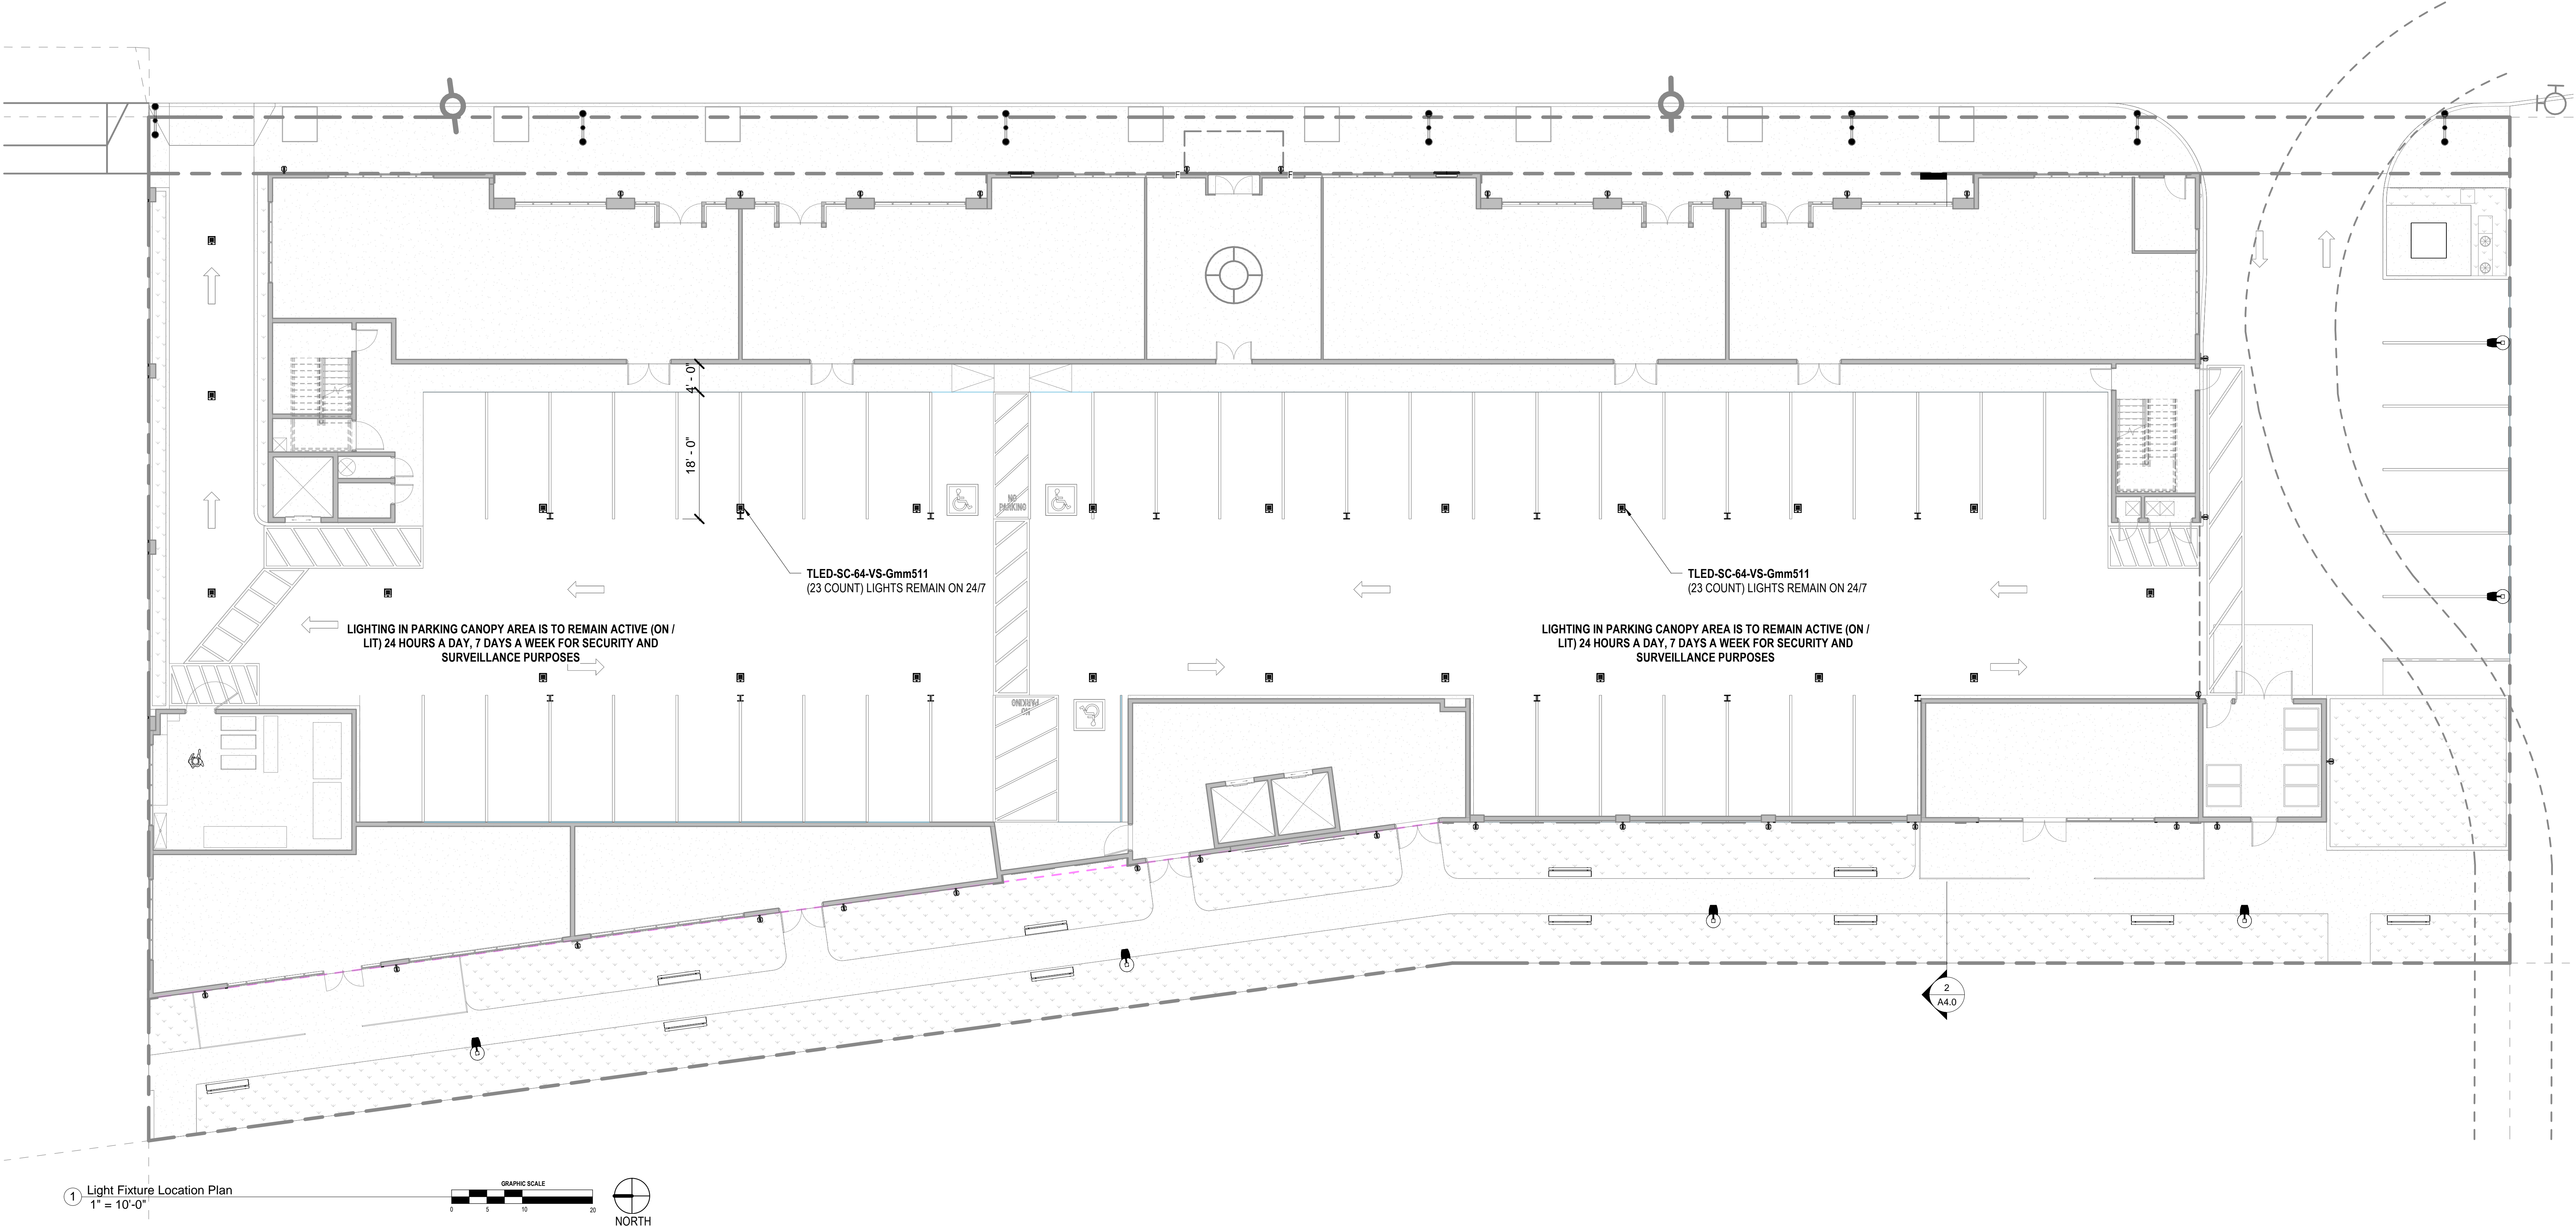 F
F
4' - 0"
18' - 0"
NO
PARKING
TLED-SC-64-VS-Gmm511
(23 COUNT) LIGHTS REMAIN ON 24/7
TLED-SC-64-VS-Gmm511
(23 COUNT) LIGHTS REMAIN ON 24/7
LIGHTING IN PARKING CANOPY AREA IS TO REMAIN ACTIVE (ON /
LIT) 24 HOURS A DAY, 7 DAYS A WEEK FOR SECURITY AND
SURVEILLANCE PURPOSES
LIGHTING IN PARKING CANOPY AREA IS TO REMAIN ACTIVE (ON /
LIT) 24 HOURS A DAY, 7 DAYS A WEEK FOR SECURITY AND
SURVEILLANCE PURPOSES
NO
PARKING
2
A4.0
1
Light Fixture Location Plan
1" = 10'-0"
GRAPHIC SCALE
0 5 10 20
NORTH